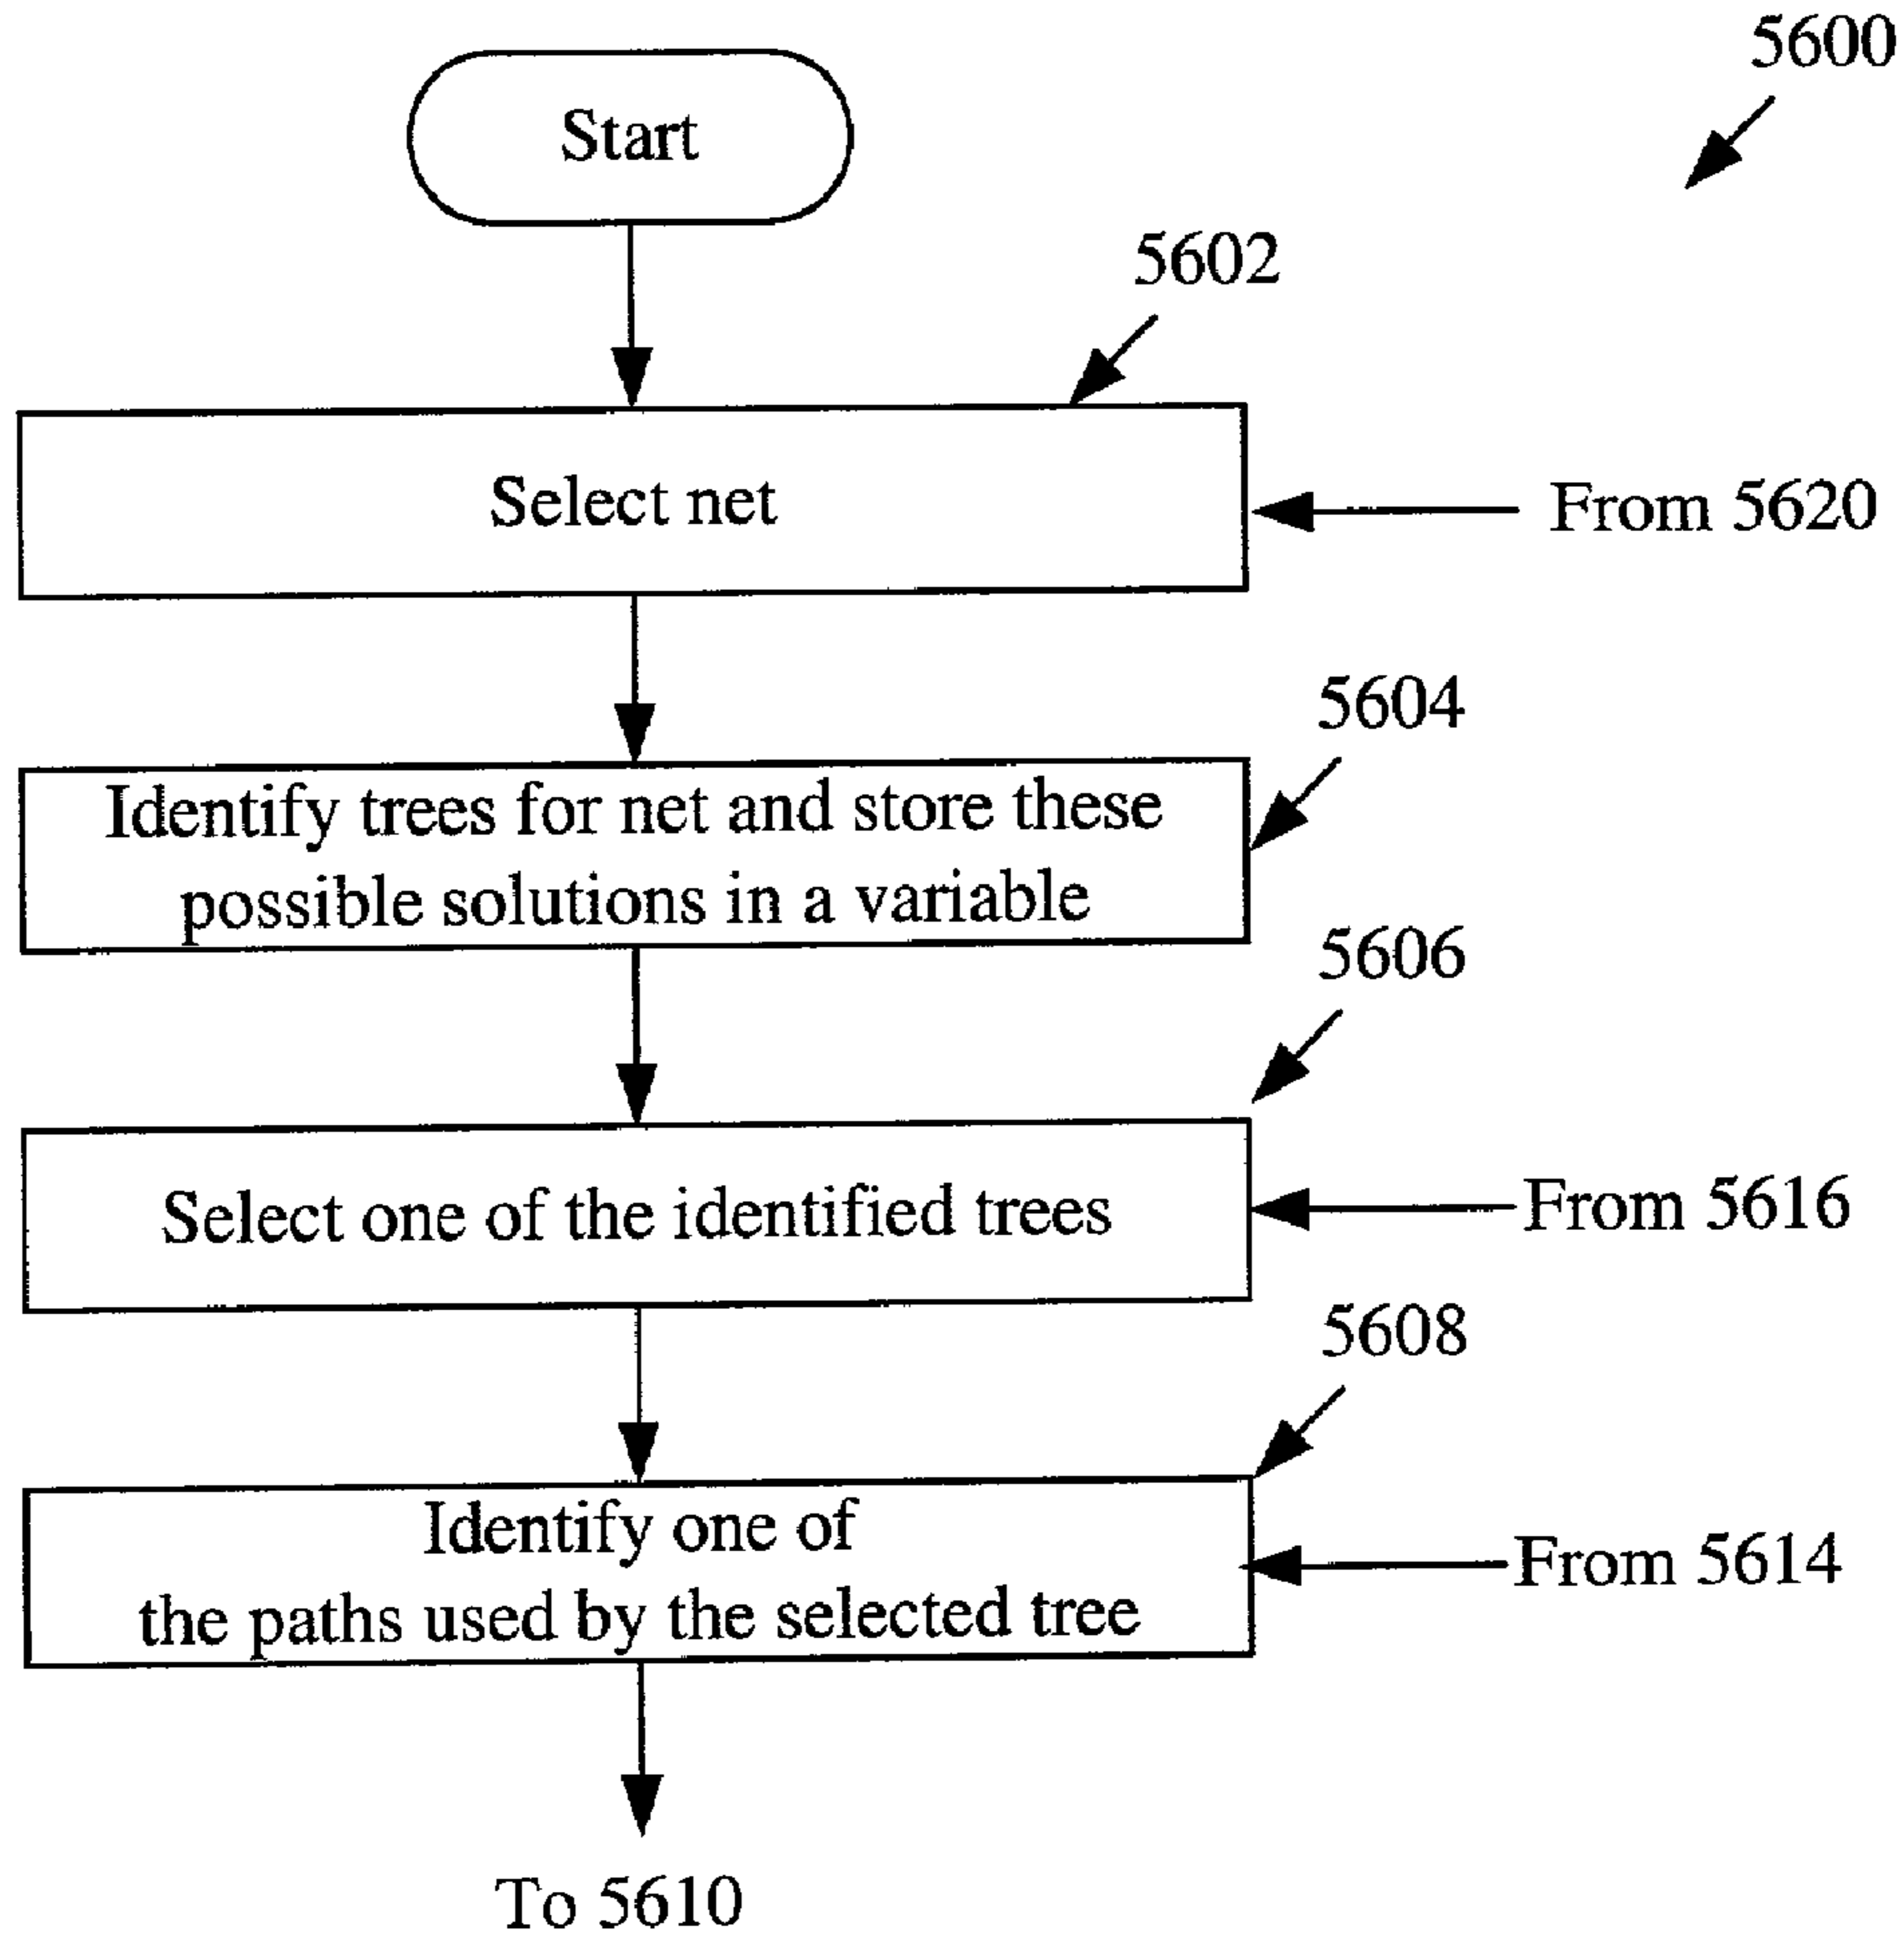 5600
Start
5602
Select net
From 5620
5604
Identify trees for net and store these
possible solutions in a variable
5606
Select one of the identified trees
From 5616
5608
Identify one of
the paths used by the selected tree
From 5614
To 5610